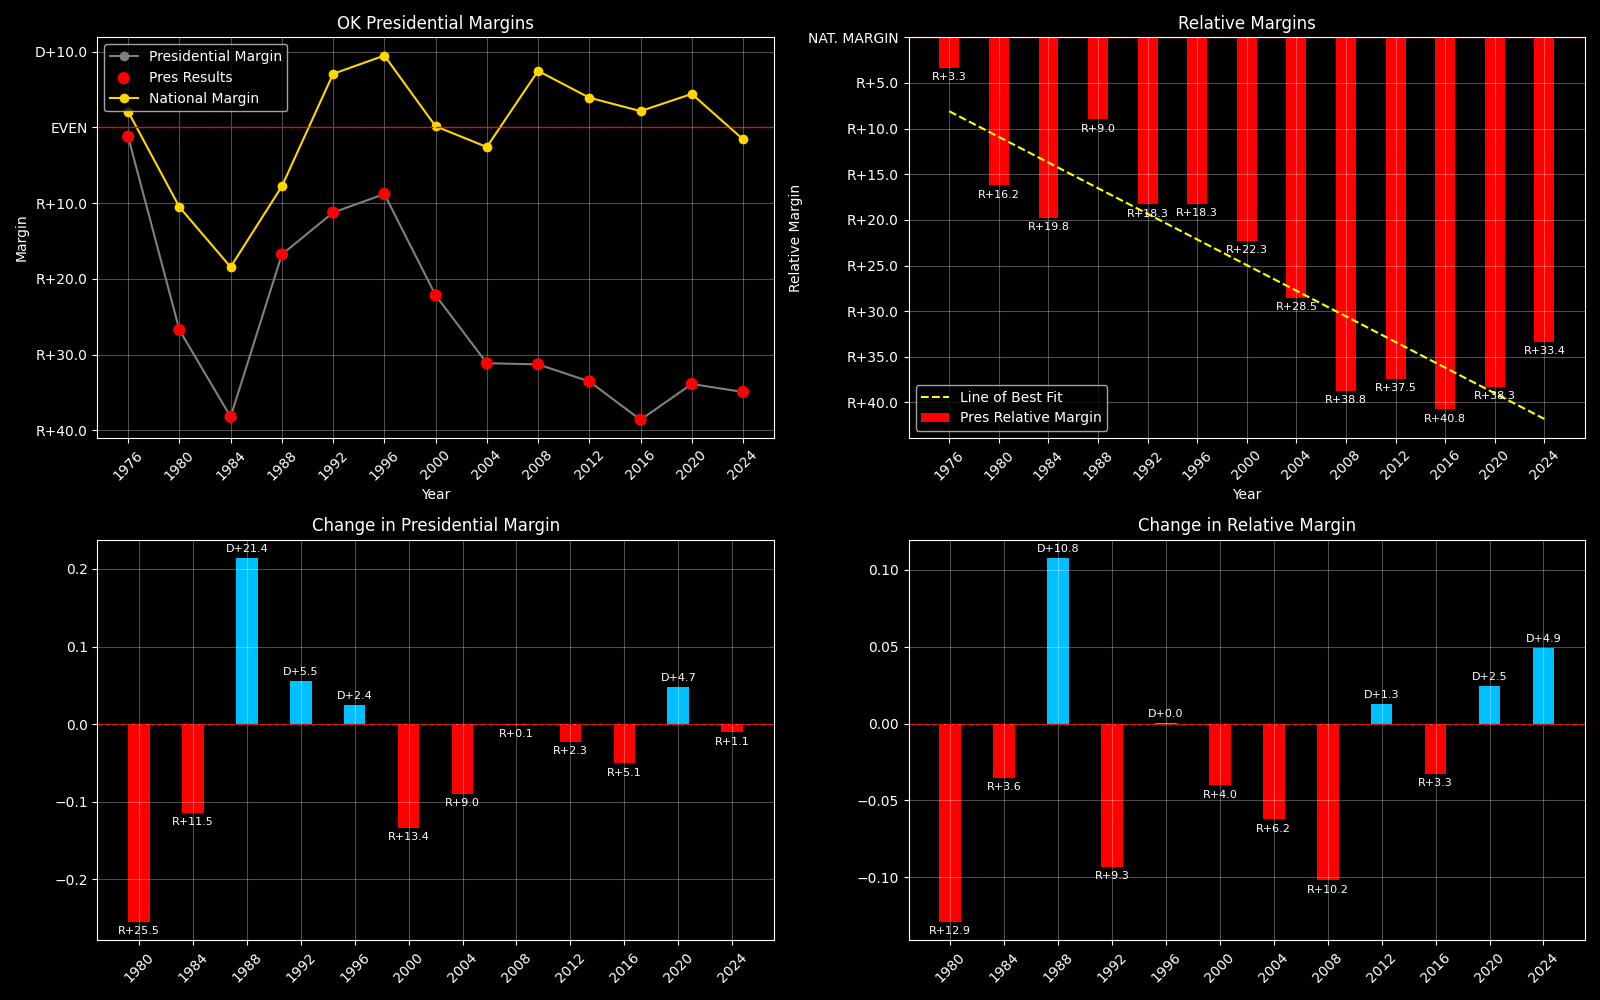 OK Presidential Margins
Presidential Margin
Pres Results
National Margin
D+10.0
EVEN
R+10.0
R+20.0
R+30.0
R+40.0
Margin
1976
1980
1984
1988
1992
1996
2000
2004
2008
2012
2016
2020
2024
Year
Relative Margins
NAT. MARGIN
R+5.0
R+10.0
R+15.0
R+20.0
R+25.0
R+30.0
R+35.0
R+40.0
Relative Margin
R+3.3
R+16.2
R+19.8
R+9.0
R+18.3
R+18.3
R+22.3
R+28.5
R+38.8
R+37.5
R+40.8
R+38.3
R+33.4
Line of Best Fit
Pres Relative Margin
1976
1980
1984
1988
1992
1996
2000
2004
2008
2012
2016
2020
2024
Year
Change in Presidential Margin
0.2
0.1
0.0
−0.1
−0.2
R+25.5
R+11.5
D+21.4
D+5.5
D+2.4
R+13.4
R+9.0
R+0.1
R+2.3
R+5.1
D+4.7
R+1.1
1980
1984
1988
1992
1996
2000
2004
2008
2012
2016
2020
2024
Change in Relative Margin
0.10
0.05
0.00
−0.05
−0.10
R+12.9
R+3.6
D+10.8
R+9.3
D+0.0
R+4.0
R+6.2
R+10.2
D+1.3
R+3.3
D+2.5
D+4.9
1980
1984
1988
1992
1996
2000
2004
2008
2012
2016
2020
2024